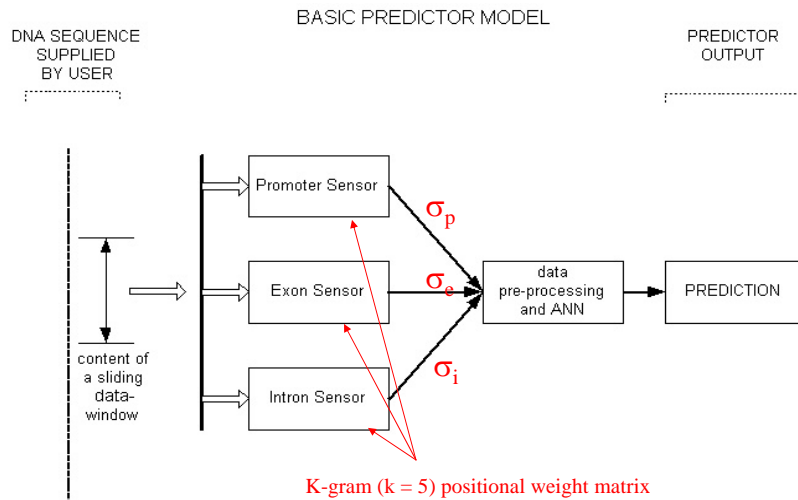 BASIC PREDICTOR MODEL
DNA SEQUENCE
SUPPLIED
BY USER
PREDICTOR
OUTPUT
Promoter Sensor
σp
Exon Sensor
σe
data
pre-processing
and ANN
PREDICTION
content of
a sliding
data-
window
Intron Sensor
σi
K-gram (k = 5) positional weight matrix